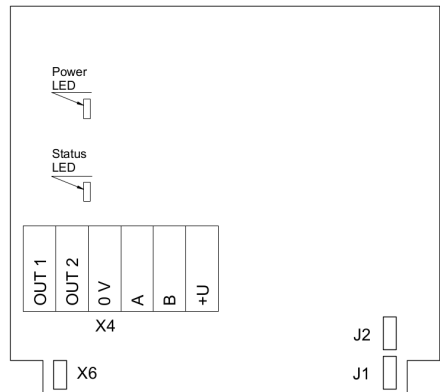 Power
LED
Status
LED
OUT 1
OUT 2
0 V
A
B
+U
X4
J2
X6
J1